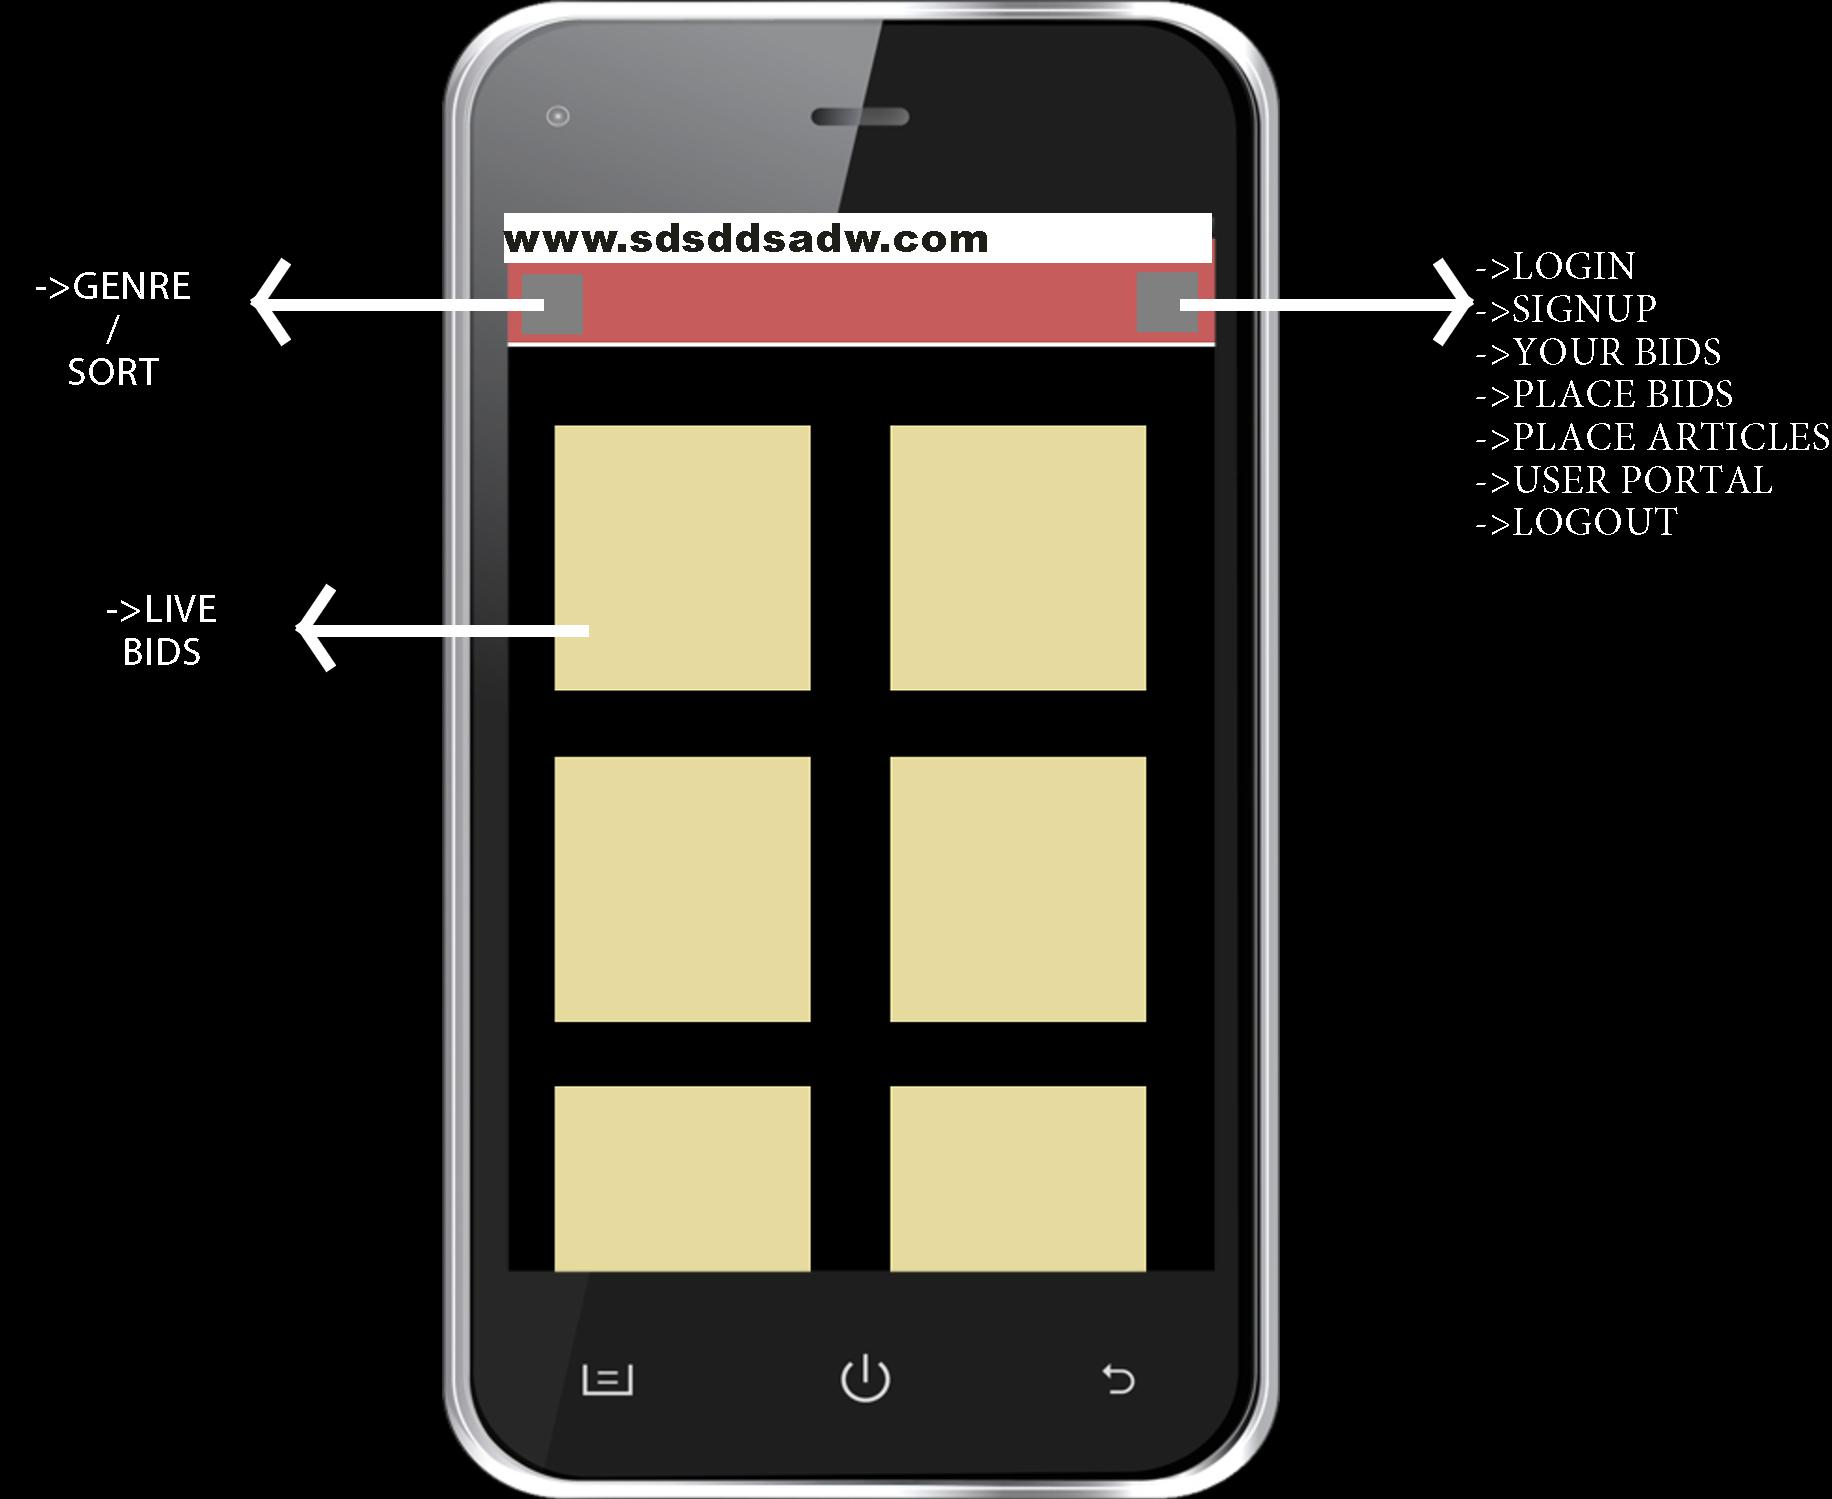 www.sdsddsadw.com
->GENRE
/
SORT
->LIVE
BIDS
->LOGIN
->SIGNUP
->YOUR BIDS
->PLACE BIDS
->PLACE ARTICLES
->USER PORTAL
->LOGOUT